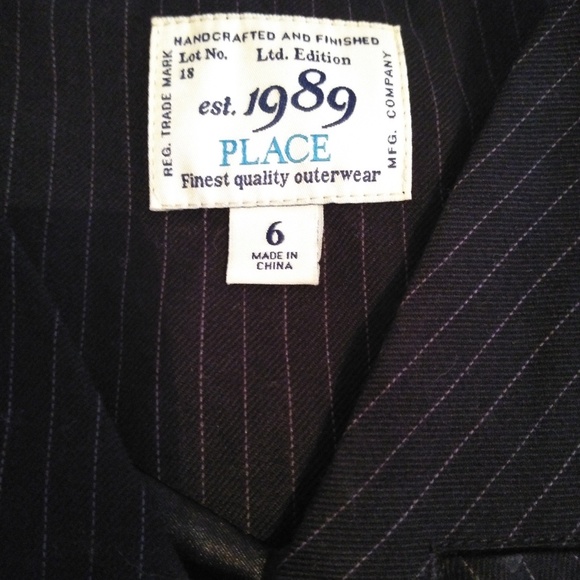 HANDCRAFTED AND FINISHED
REG. TRADE MARK
Lot No. Ltd. Edition
18
est. 1989
PLACE
Finest quality outerwear
MFG. COMPANY
6
MADE IN
CHINA